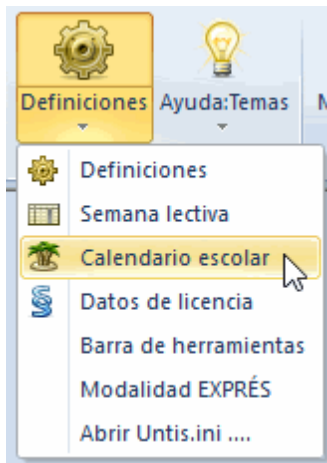 Definiciones
Ayuda:Temas
Definiciones
Semana lectiva
Calendario escolar
Datos de licencia
Barra de herramientas
Modalidad EXPRÉS
Abrir Untis.ini ....